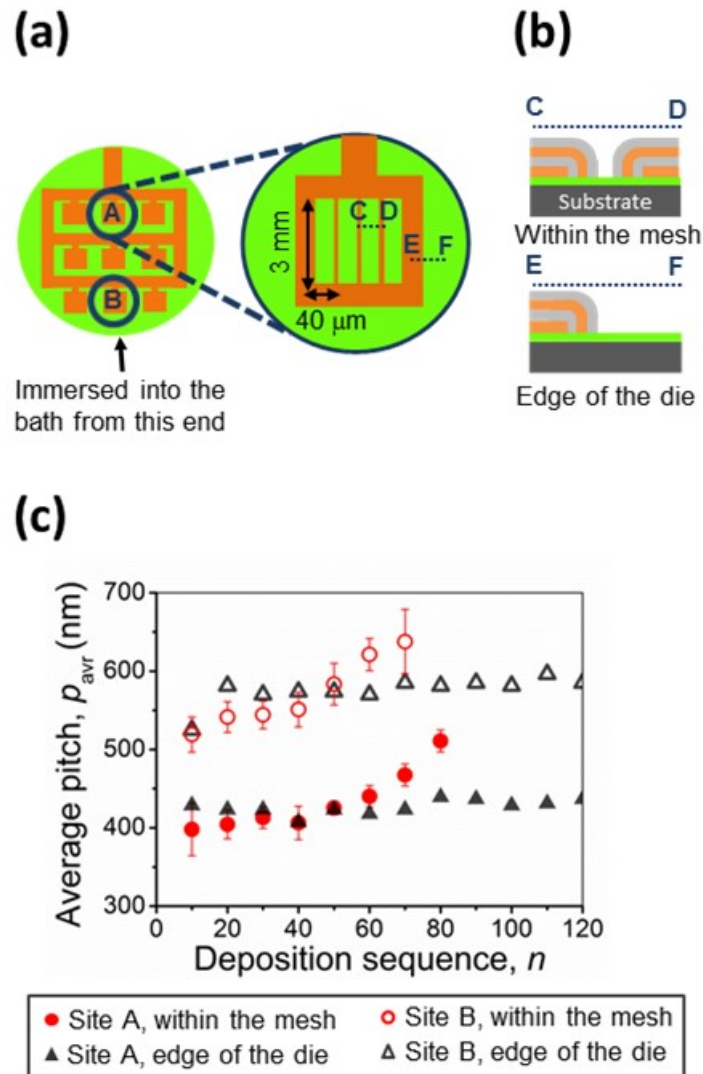 (a)
(b)
A
B
Immersed into the
bath from this end
C D
E F
3 mm
40 μm
C D
Substrate
Within the mesh
E F
Edge of the die
(c)
Average pitch, pavr (nm)
700
600
500
400
300
0 20 40 60 80 100 120
Deposition sequence, n
Site A, within the mesh
Site B, within the mesh
Site A, edge of the die
Site B, edge of the die